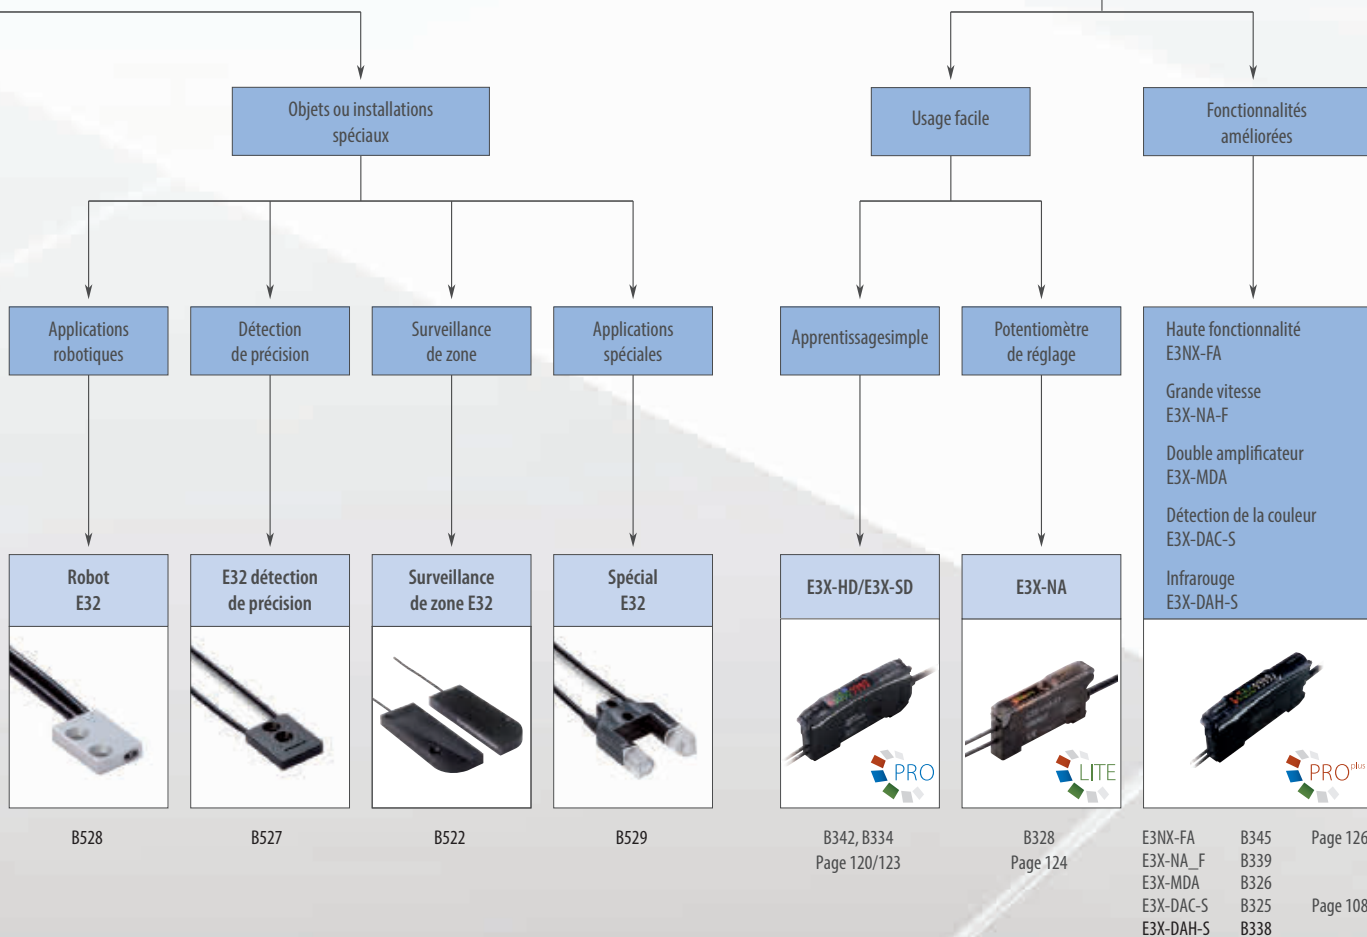 Objets ou installations
spéciaux
Usage facile
Fonctionnalités
améliorées
Applications
robotiques
Détection
de précision
Surveillance
de zone
Applications
spéciales
Apprentissagesimple
Potentiomètre
de réglage
Haute fonctionnalité
E3NX-FA
Grande vitesse
E3X-NA-F
Double amplificateur
E3X-MDA
Détection de la couleur
E3X-DAC-S
Infrarouge
E3X-DAH-S
Robot
E32
E32 détection
de précision
Surveillance
de zone E32
Spécial
E32
E3X-HD/E3X-SD
E3X-NA
PRO
LITE
PROplus
B528
B527
B522
B529
B342, B334
Page 120/123
B328
Page 124
E3NX-FA B345 Page 126
E3X-NA_F B339
E3X-MDA B326
E3X-DAC-S B325 Page 108
E3X-DAH-S B338